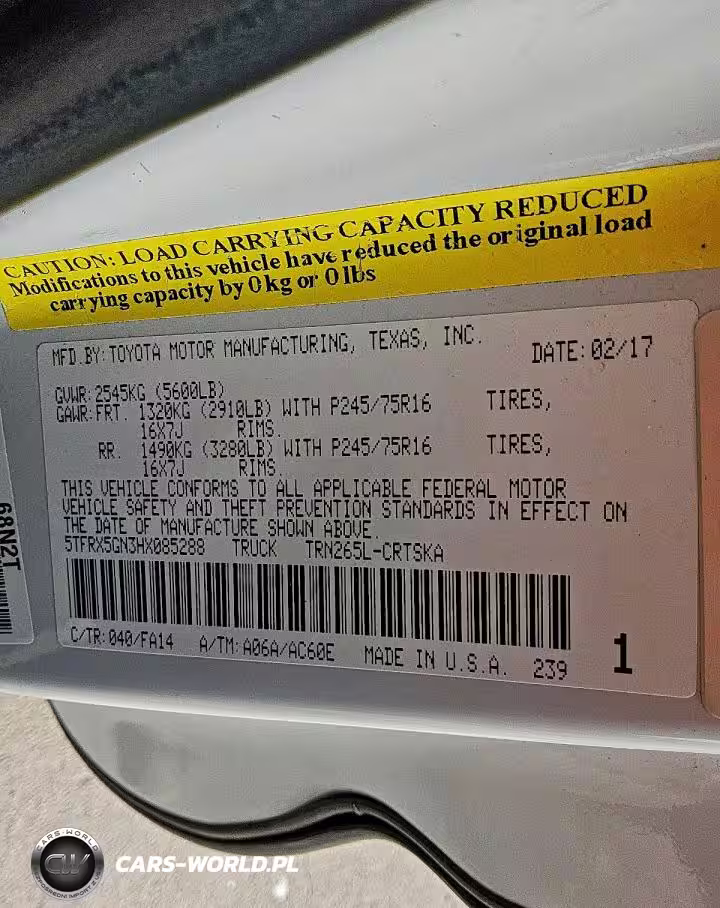 CAUTION: LOAD CARRYING CAPACITY REDUCED
Modifications to this vehicle have reduced the original load
carrying capacity by 0 kg or 0 lbs
MFD.BY: TOYOTA MOTOR MANUFACTURING, TEXAS, INC.
DATE: 02/17
GVWR: 2545KG (5600LB)
GAWR: FRT. 1320KG (2910LB) WITH P245/75R16 TIRES,
16X7J RIMS.
RR. 1490KG (3280LB) WITH P245/75R16 TIRES,
16X7J RIMS.
THIS VEHICLE CONFORMS TO ALL APPLICABLE FEDERAL MOTOR
VEHICLE SAFETY AND THEFT PREVENTION STANDARDS IN EFFECT ON
THE DATE OF MANUFACTURE SHOWN ABOVE.
5TFRX5GN3HX085288 TRUCK TRN265L-CRTSKA
C/TR: 040/FA14 A/TM: A06A/AC60E MADE IN U.S.A. 239
1
68N2T
CARS-WORLD
CW
CARS-WORLD.PL